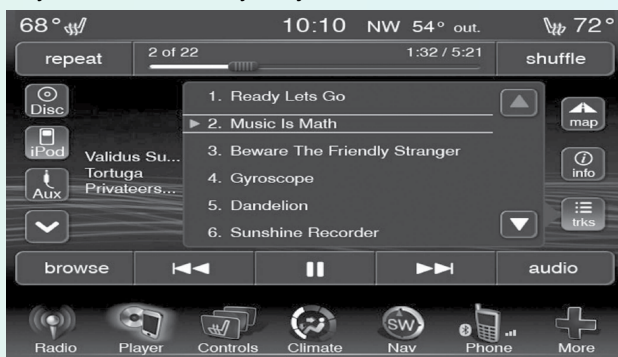 68° 10:10 NW 54° out. 72°
repeat 2 of 22 1:32 / 5:21 shuffle
Disc
iPod
Aux
Validus Su...
Tortuga
Privateers...
1. Ready Lets Go
2. Music Is Math
3. Beware The Friendly Stranger
4. Gyroscope
5. Dandelion
6. Sunshine Recorder
map
info
trks
browse audio
SW
Radio Player Controls Climate Nav Phone More